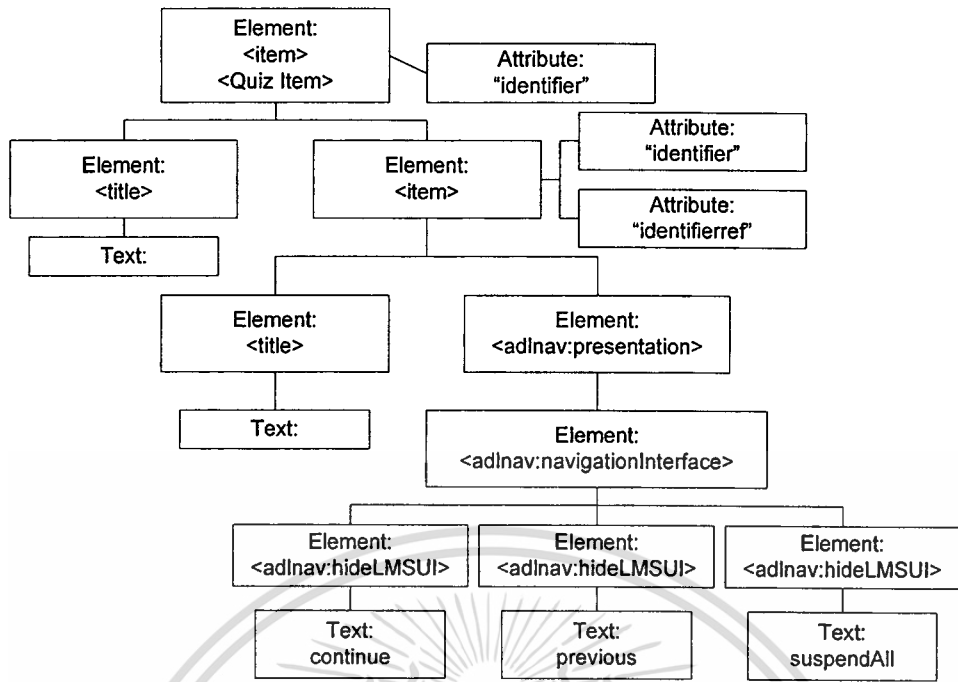 Element:
<item>
<Quiz Item>
Attribute:
“identifier”
Element:
<title>
Element:
<item>
Attribute:
“identifier”
Attribute:
“identifierref”
Text:
Element:
<title>
Element:
<adlnav:presentation>
Text:
Element:
<adlnav:navigationInterface>
Element:
<adlnav:hideLMSUI>
Element:
<adlnav:hideLMSUI>
Element:
<adlnav:hideLMSUI>
Text:
continue
Text:
previous
Text:
suspendAll